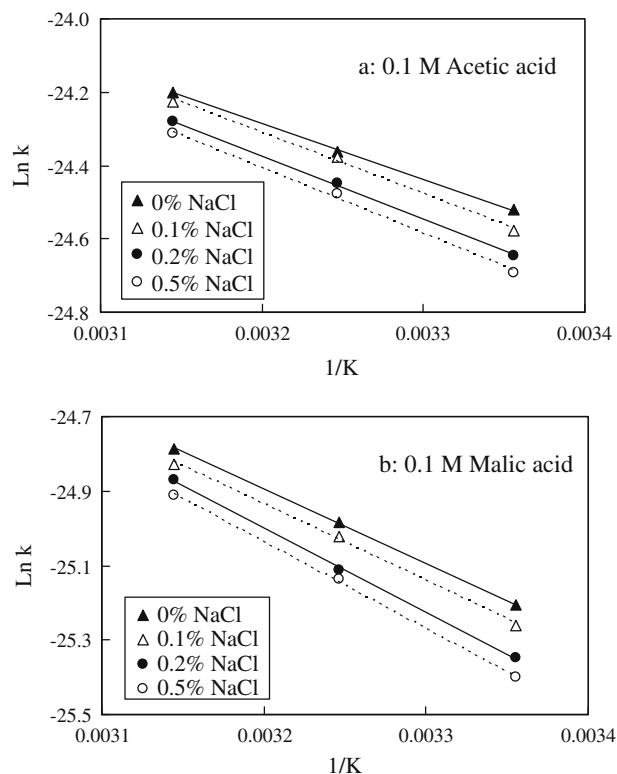 -24.0
a: 0.1 M Acetic acid
-24.2
-24.4
Ln k
0% NaCl
0.1% NaCl
-24.6
0.2% NaCl
0.5% NaCl
-24.8
0.0031 0.0032 0.0033 0.0034
1/K
-24.7
b: 0.1 M Malic acid
-24.9
Ln k
-25.1
0% NaCl
0.1% NaCl
-25.3
0.2% NaCl
0.5% NaCl
-25.5
0.0031 0.0032 0.0033 0.0034
1/K